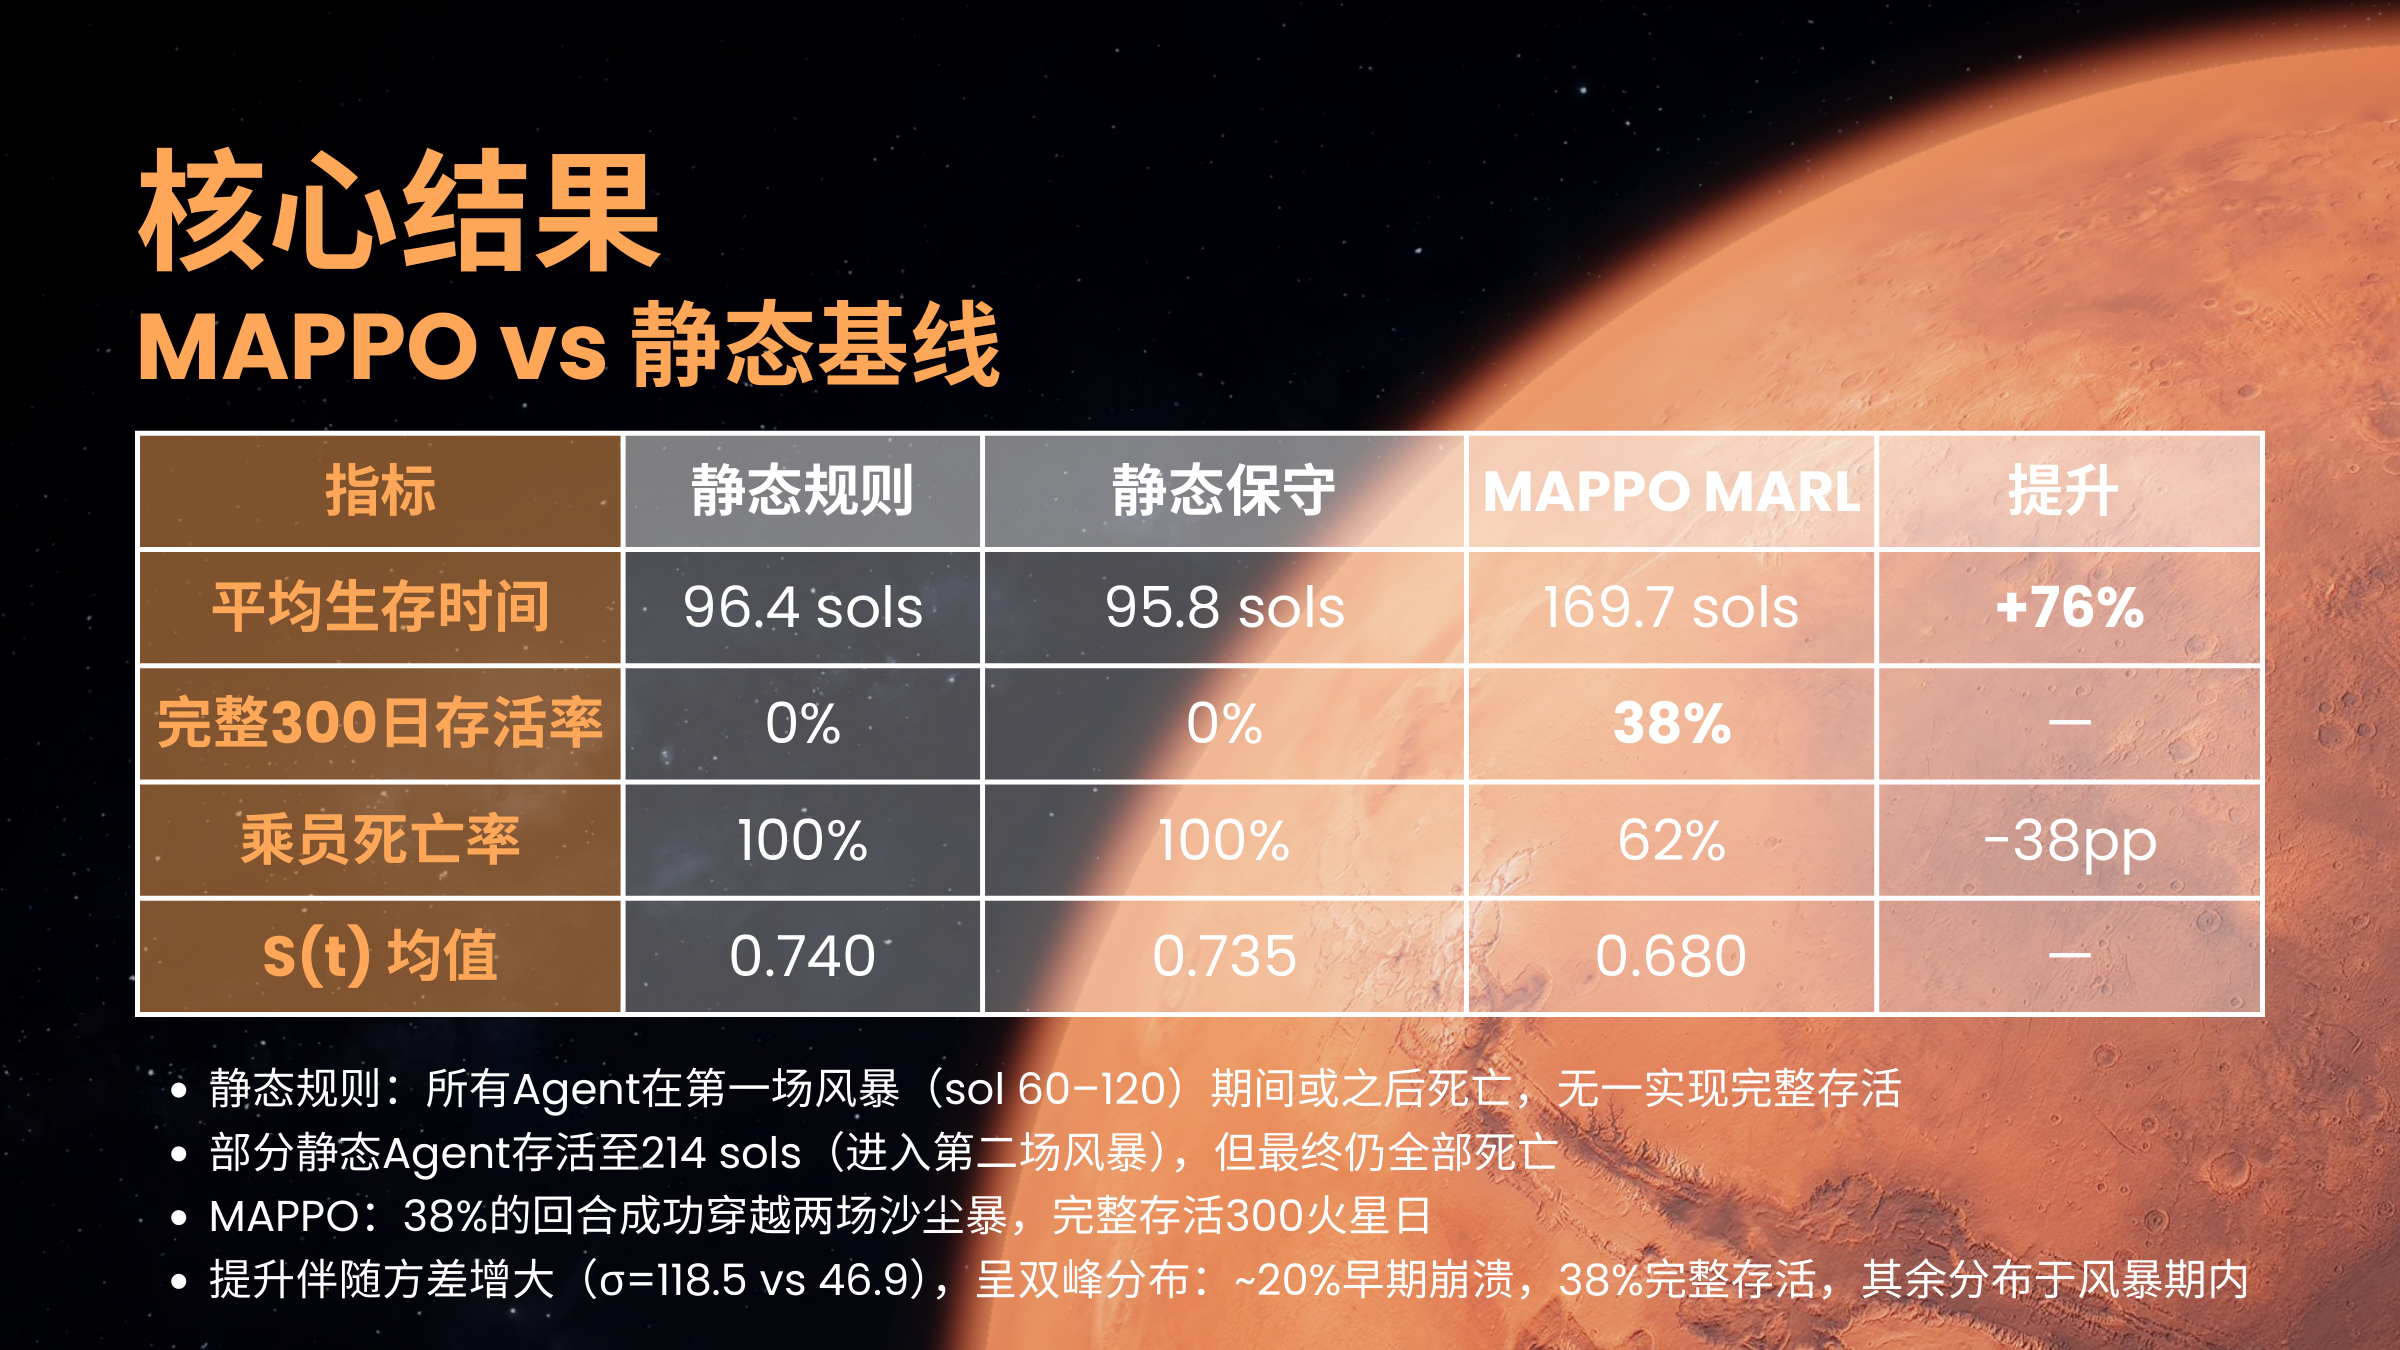 核心结果
MAPPO vs 静态基线
指标 静态规则 静态保守 MAPPO MARL 提升
平均生存时间 96.4 sols 95.8 sols 169.7 sols +76%
完整300日存活率 0% 0% 38% —
乘员死亡率 100% 100% 62% -38pp
S(t) 均值 0.740 0.735 0.680 —
• 静态规则：所有Agent在第一场风暴（sol 60–120）期间或之后死亡，无一实现完整存活
• 部分静态Agent存活至214 sols（进入第二场风暴），但最终仍全部死亡
• MAPPO：38%的回合成功穿越两场沙尘暴，完整存活300火星日
• 提升伴随方差增大（σ=118.5 vs 46.9），呈双峰分布：~20%早期崩溃，38%完整存活，其余分布于风暴期内